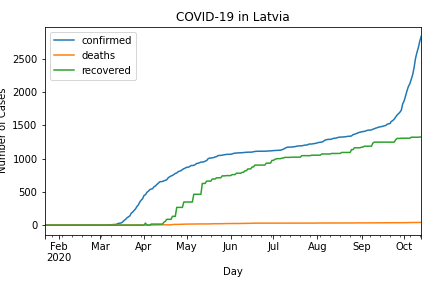 COVID-19 in Latvia
confirmed
deaths
recovered
2500
2000
1500
1000
500
0
Number of Cases
Feb Mar Apr May Jun Jul Aug Sep Oct
2020
Day